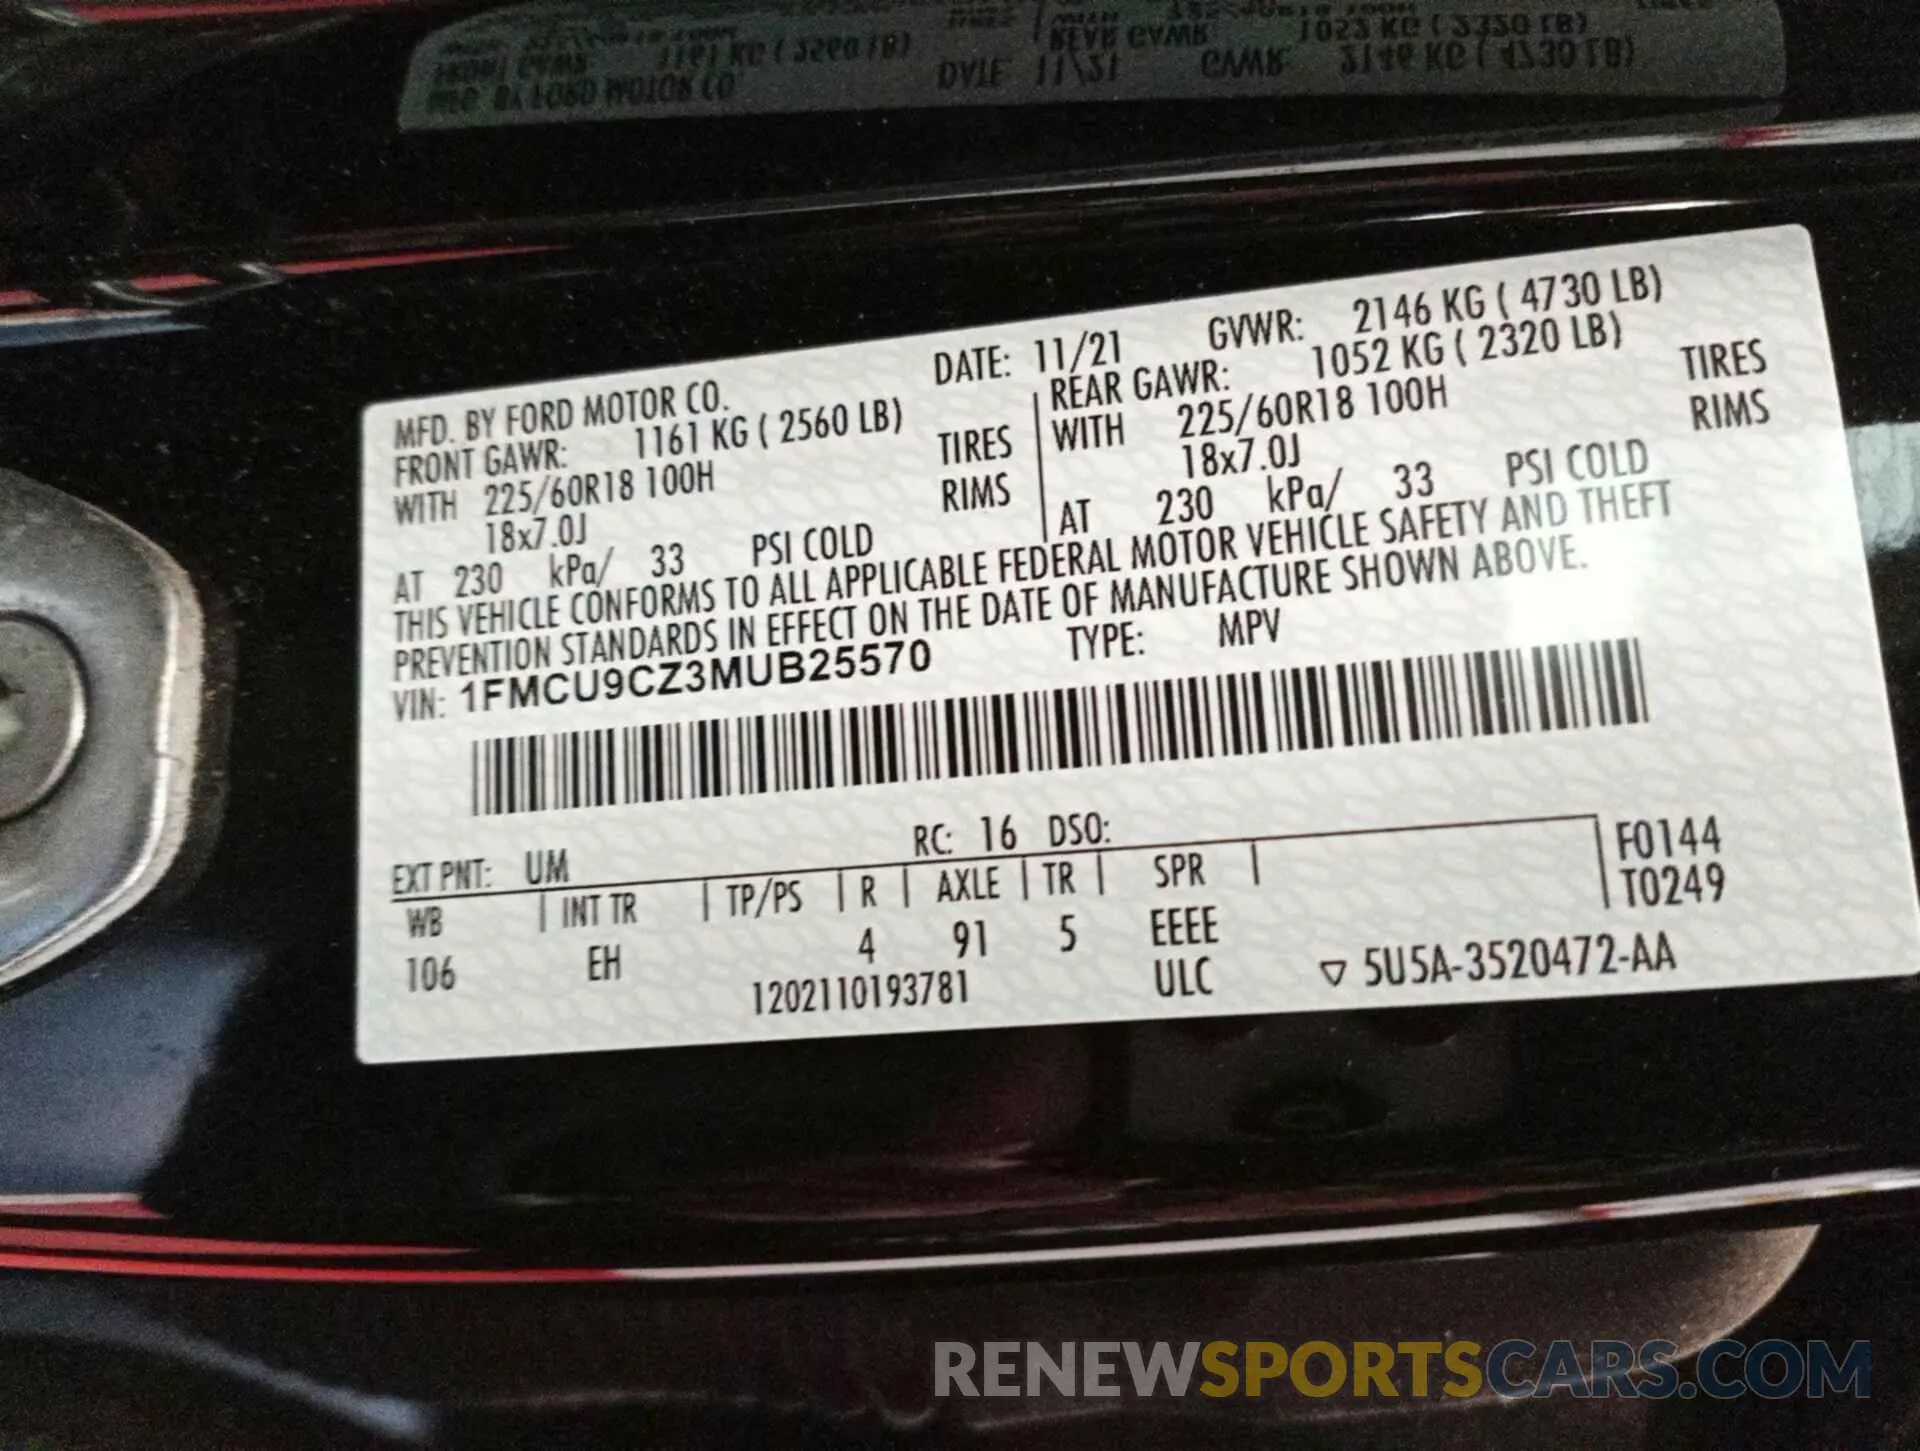 MFD. BY FORD MOTOR CO. DATE: 11/21 GVWR: 2146 KG ( 4730 LB)
FRONT GAWR: 1161 KG ( 2560 LB) REAR GAWR: 1052 KG ( 2320 LB)
WITH 225/60R18 100H TIRES WITH 225/60R18 100H TIRES
18x7.0J RIMS 18x7.0J RIMS
AT 230 kPa/ 33 PSI COLD AT 230 kPa/ 33 PSI COLD
THIS VEHICLE CONFORMS TO ALL APPLICABLE FEDERAL MOTOR VEHICLE SAFETY AND THEFT
PREVENTION STANDARDS IN EFFECT ON THE DATE OF MANUFACTURE SHOWN ABOVE.
VIN: 1FMCU9CZ3MUB25570 TYPE: MPV
EXT PNT: UM RC: 16 DSO:
WB INT TR TP/PS R AXLE TR SPR F0144
T0249
106 EH 4 91 5 EEEE
1202110193781 ULC ▽ 5U5A-3520472-AA
RENEWSPORTSCARS.COM